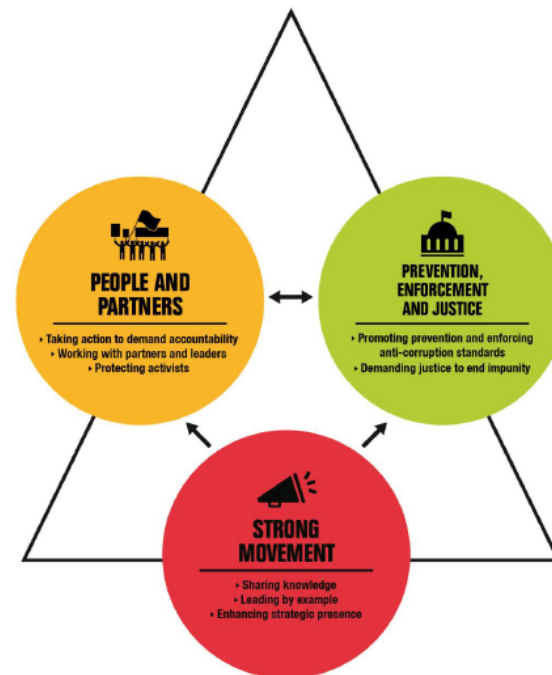 PEOPLE AND
PARTNERS
▸ Taking action to demand accountability
▸ Working with partners and leaders
▸ Protecting activists
PREVENTION,
ENFORCEMENT
AND JUSTICE
▸ Promoting prevention and enforcing
anti-corruption standards
▸ Demanding justice to end impunity
STRONG
MOVEMENT
▸ Sharing knowledge
▸ Leading by example
▸ Enhancing strategic presence